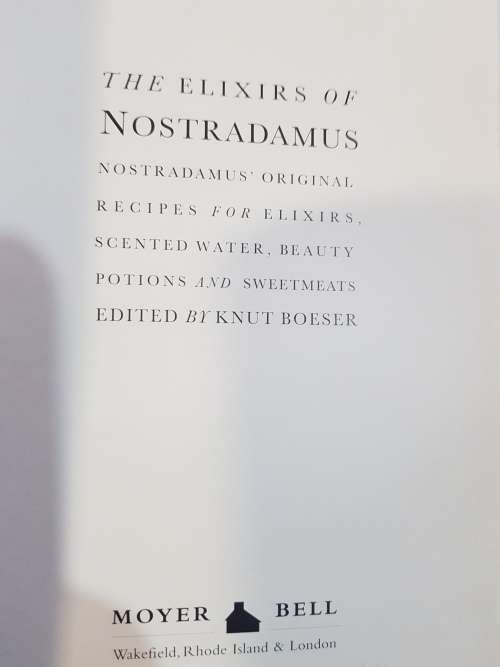 THE ELIXIRS OF
NOSTRADAMUS
NOSTRADAMUS' ORIGINAL
RECIPES FOR ELIXIRS,
SCENTED WATER, BEAUTY
POTIONS AND SWEETMEATS
EDITED BY KNUT BOESER
MOYER BELL
Wakefield, Rhode Island & London